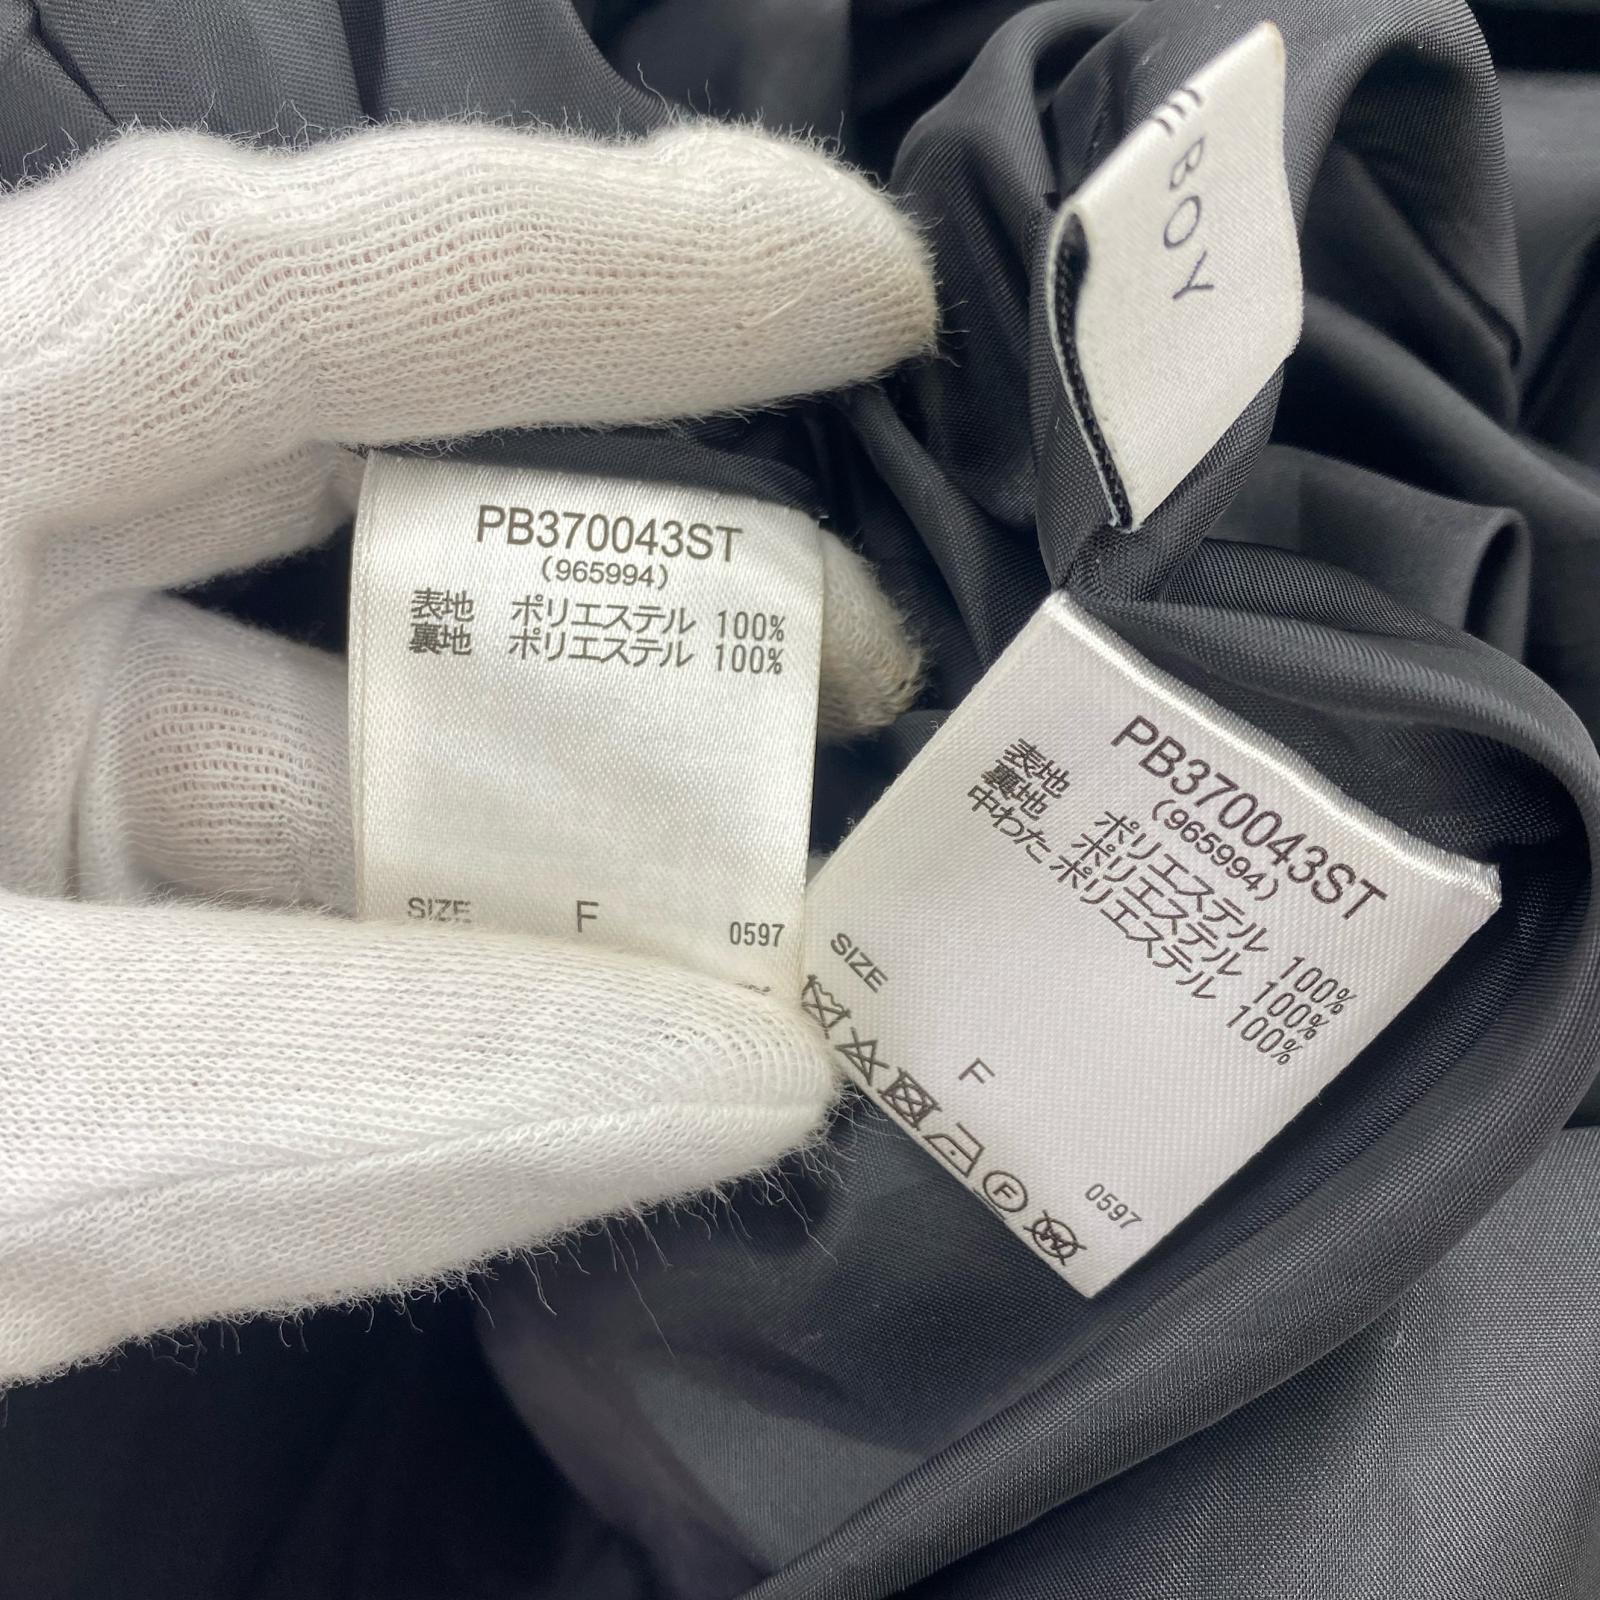 BOY
PB370043ST
(965994)
表地 ポリエステル 100%
裏地 ポリエステル 100%
SIZE F 0597
PB370043ST
(965994)
表地 ポリエステル 100%
裏地 ポリエステル 100%
中わた ポリエステル 100%
SIZE F 0597
F